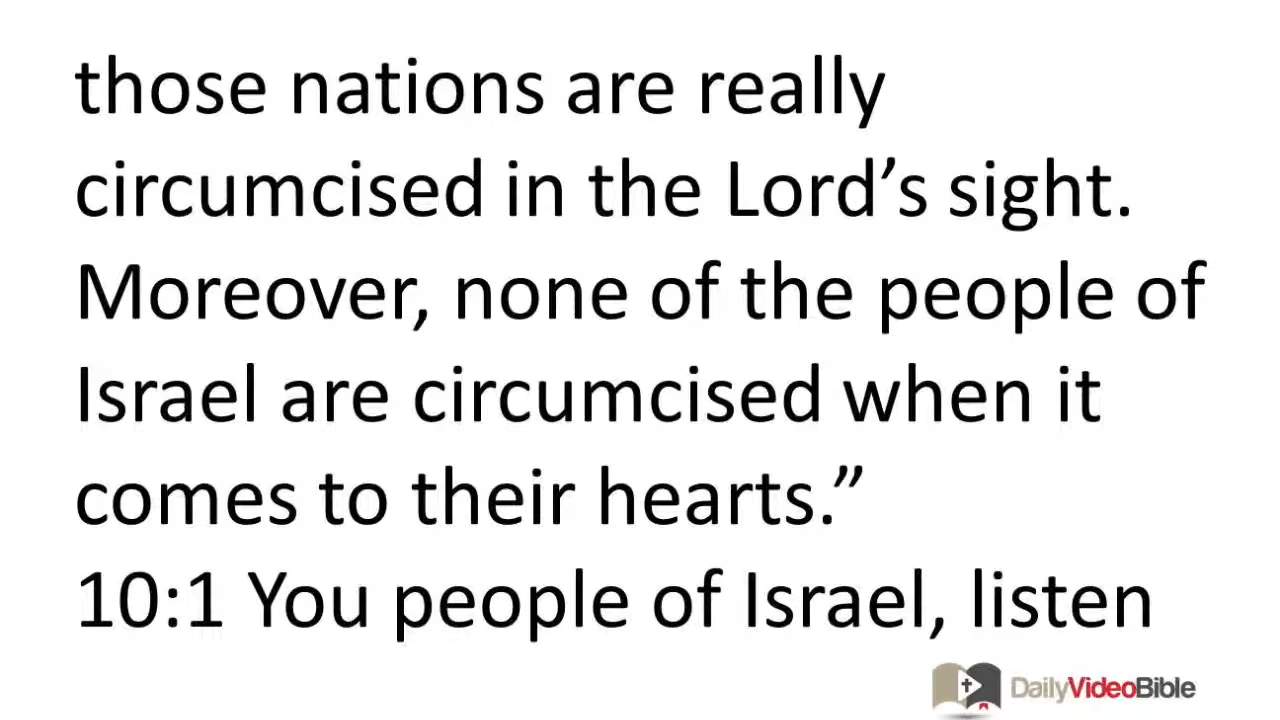 those nations are really
circumcised in the Lord’s sight.
Moreover, none of the people of
Israel are circumcised when it
comes to their hearts.”
10:1 You people of Israel, listen
DailyVideoBible